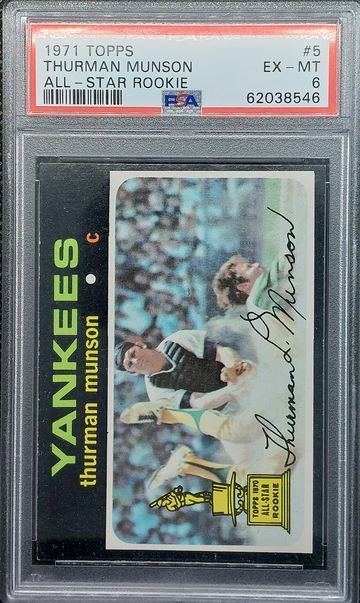 1971 TOPPS #5
THURMAN MUNSON EX - MT
ALL - STAR ROOKIE 6
PSA 62038546
YANKEES
thurman munson • c
Thurman L. Munson
TOPPS 1970
ALL-STAR
ROOKIE